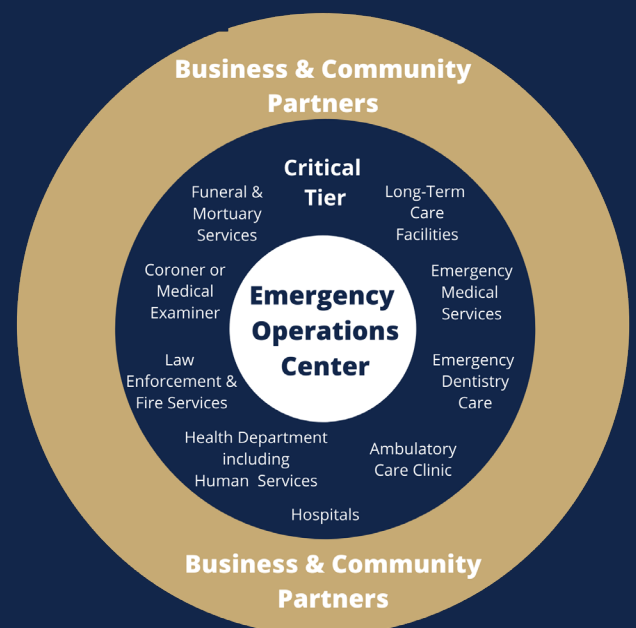 Business & Community
Partners
Critical
Tier
Funeral &
Mortuary
Services
Long-Term
Care
Facilities
Coroner or
Medical
Examiner
Emergency
Medical
Services
Emergency
Operations
Center
Law
Enforcement &
Fire Services
Emergency
Dentistry
Care
Health Department
including
Human  Services
Ambulatory
Care Clinic
Hospitals
Business & Community
Partners